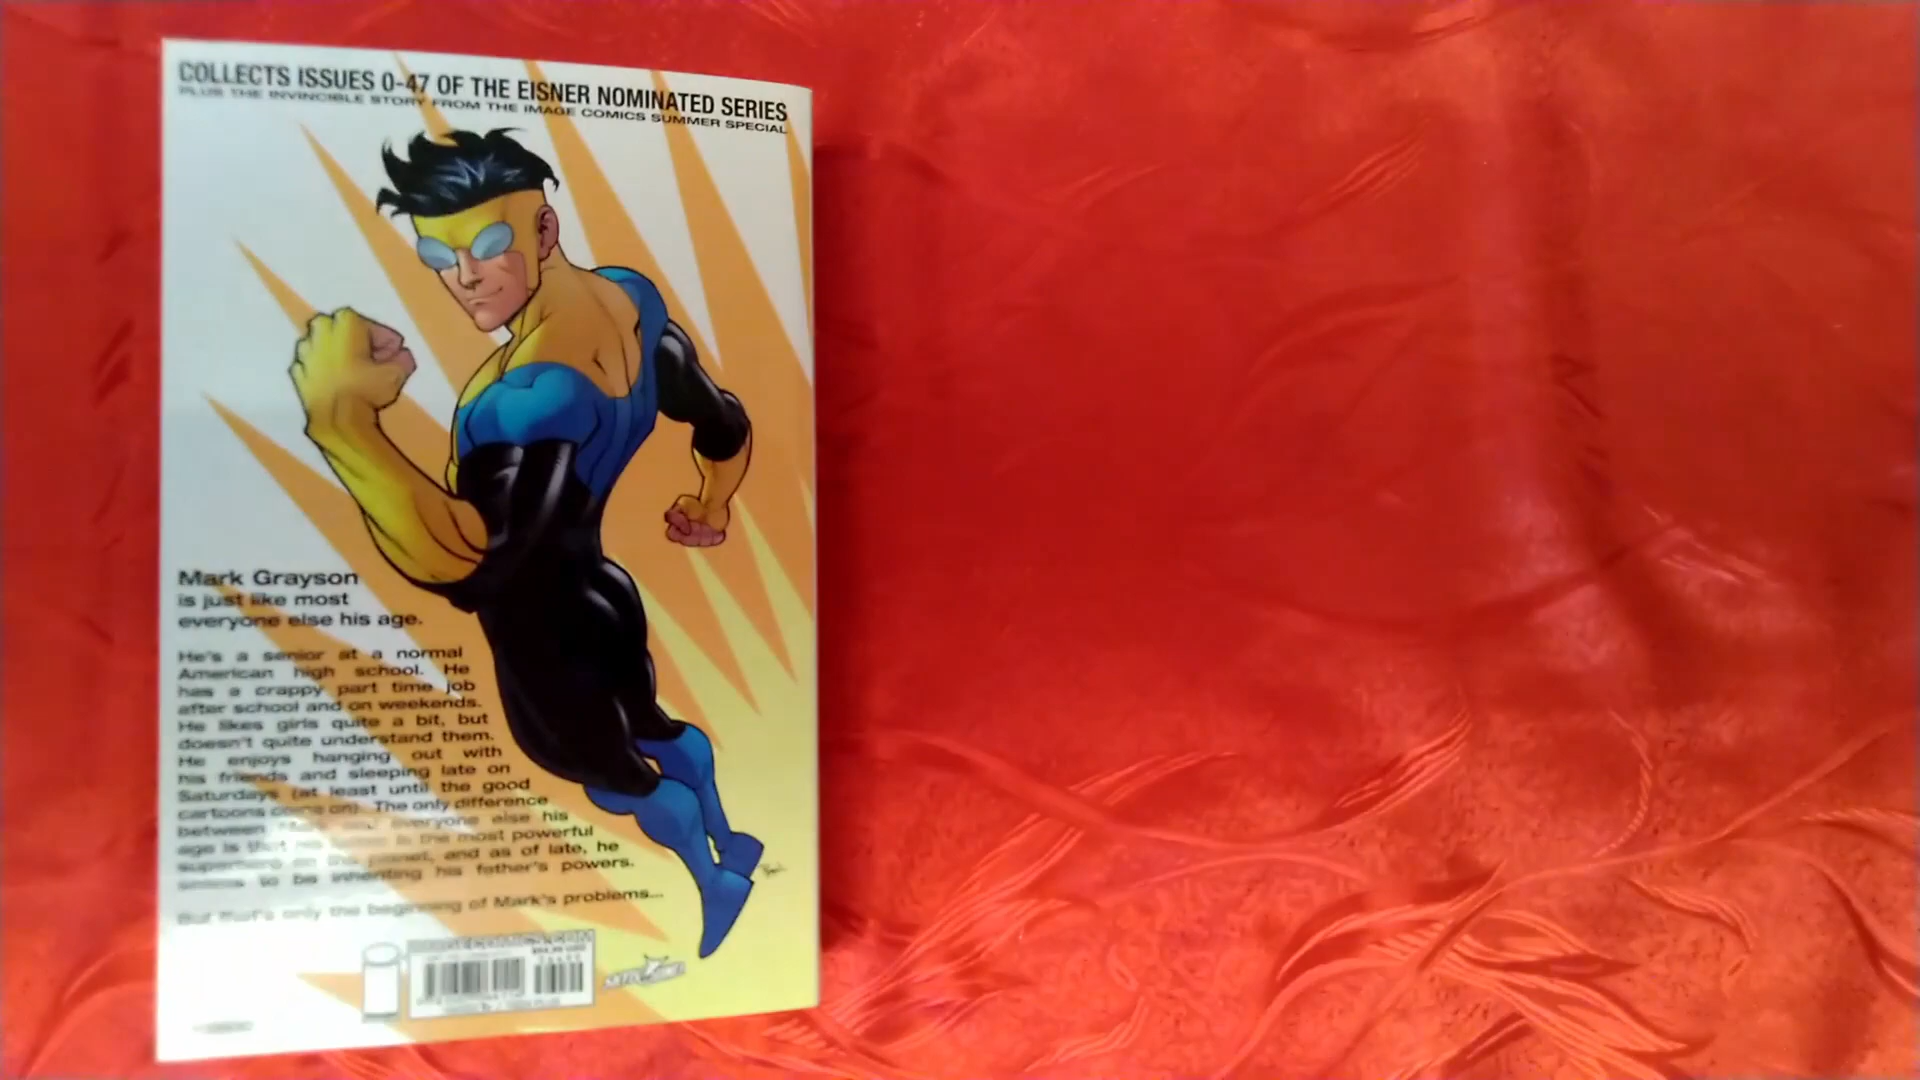 COLLECTS ISSUES 0-47 OF THE EISNER NOMINATED SERIES
PLUS THE INVINCIBLE STORY FROM THE IMAGE COMICS SUMMER SPECIAL
Mark Grayson
is just like most
everyone else his age.
He's a senior at a normal
American high school. He
has a crappy part time job
after school and on weekends.
He likes girls quite a bit, but
doesn't quite understand them.
He enjoys hanging out with
his friends and sleeping late on
Saturdays (at least until the good
cartoons come on). The only difference
between Mark and everyone else his
age is that his father is the most powerful
superhero on the planet, and as of late, he
seems to be inheriting his father's powers.
But that's only the beginning of Mark's problems...
IMAGECOMICS.COM